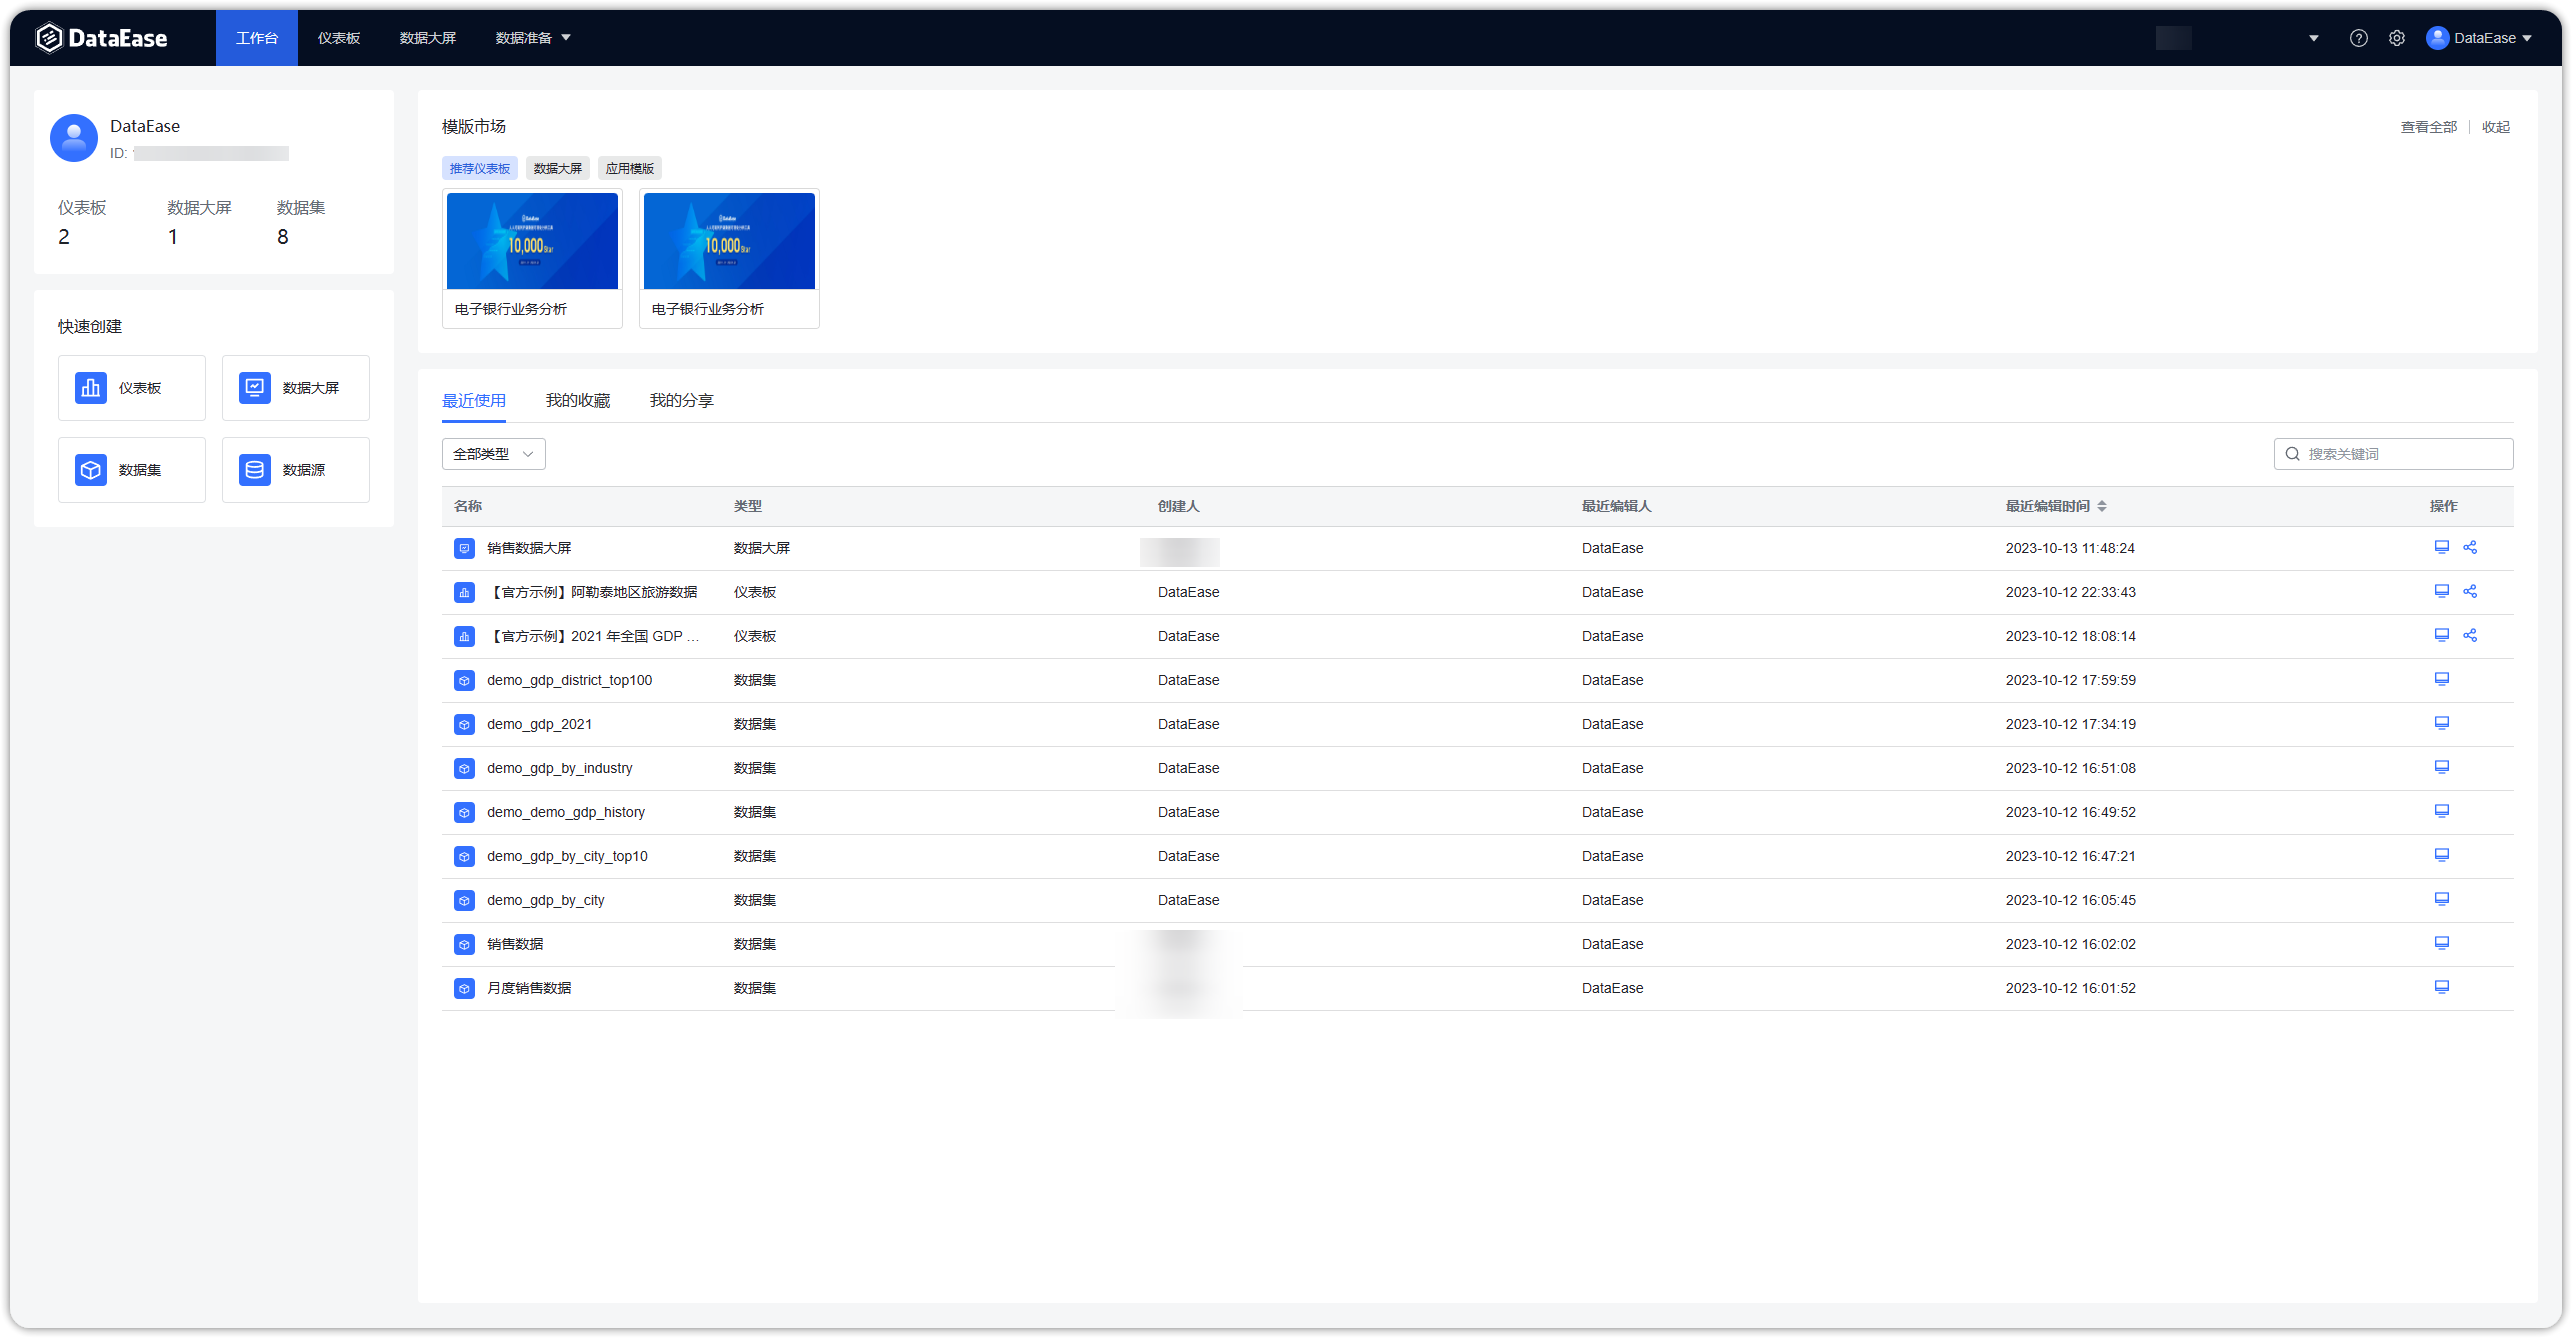 DataEase 工作台 仪表板 数据大屏 数据准备 DataEase
DataEase
ID:
仪表板 数据大屏 数据集
2 1 8
快速创建
仪表板 数据大屏
数据集 数据源
模版市场 查看全部 收起
推荐仪表板 数据大屏 应用模版
DataEase DataEase
10,000 Star 10,000 Star
电子银行业务分析 电子银行业务分析
最近使用 我的收藏 我的分享
全部类型 搜索关键词
名称 类型 创建人 最近编辑人 最近编辑时间 操作
销售数据大屏 数据大屏 DataEase 2023-10-13 11:48:24
【官方示例】阿勒泰地区旅游数据 仪表板 DataEase DataEase 2023-10-12 22:33:43
【官方示例】2021 年全国 GDP ... 仪表板 DataEase DataEase 2023-10-12 18:08:14
demo_gdp_district_top100 数据集 DataEase DataEase 2023-10-12 17:59:59
demo_gdp_2021 数据集 DataEase DataEase 2023-10-12 17:34:19
demo_gdp_by_industry 数据集 DataEase DataEase 2023-10-12 16:51:08
demo_demo_gdp_history 数据集 DataEase DataEase 2023-10-12 16:49:52
demo_gdp_by_city_top10 数据集 DataEase DataEase 2023-10-12 16:47:21
demo_gdp_by_city 数据集 DataEase DataEase 2023-10-12 16:05:45
销售数据 数据集 DataEase 2023-10-12 16:02:02
月度销售数据 数据集 DataEase 2023-10-12 16:01:52